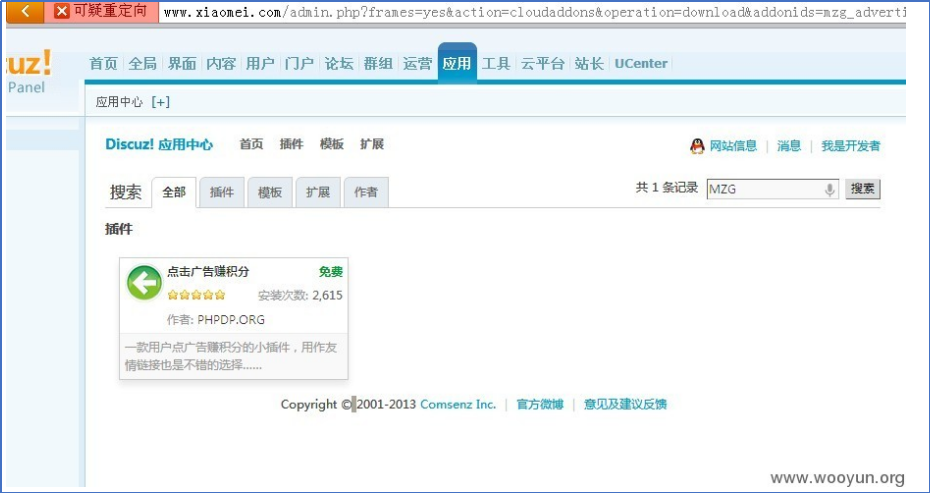 可疑重定向 www.xiaomei.com/admin.php?frames=yes&action=cloudaddons&operation=download&addonids=mzg_adverti
cuz!
Panel
首页 全局 界面 内容 用户 门户 论坛 群组 运营 应用 工具 云平台 站长 UCenter
应用中心 [+]
Discuz! 应用中心 首页 插件 模板 扩展 网站信息 | 消息 | 我是开发者
搜索 全部 插件 模板 扩展 作者 共 1 条记录 MZG 搜索
插件
点击广告赚积分 免费
安装次数: 2,615
作者: PHPDP.ORG
一款用户点广告赚积分的小插件，用作友
情链接也是不错的选择......
Copyright © 2001-2013 Comsenz Inc. | 官方微博 | 意见及建议反馈
www.wooyun.org